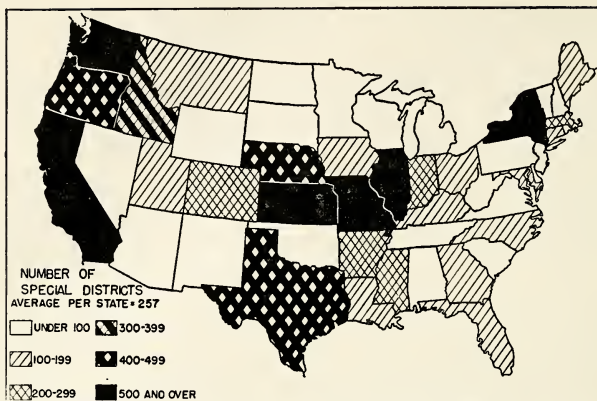 NUMBER OF
SPECIAL DISTRICTS
AVERAGE PER STATE = 257
UNDER 100
300-399
100-199
400-499
200-299
500 AND OVER